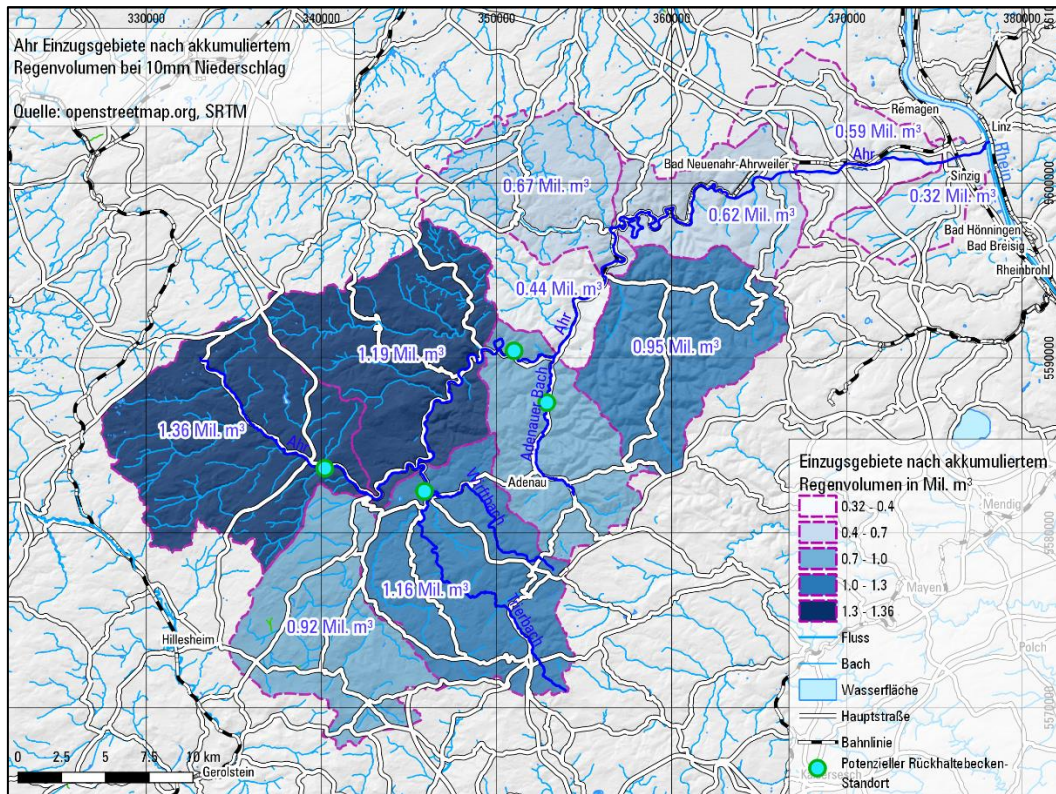 330000
340000
350000
360000
370000
380000
5610
Ahr Einzugsgebiete nach akkumuliertem
Regenvolumen bei 10mm Niederschlag
Quelle: openstreetmap.org, SRTM
Remagen
Linz
0.59 Mil. m³
Ahr
Rhein
Bad Neuenahr-Ahrweiler
Sinzig
0.67 Mil. m³
0.62 Mil. m³
0.32 Mil. m³
5600000
Bad Hönningen
Bad Breisig
Rheinbrohl
0.44 Mil. m³
Ahr
1.19 Mil. m³
0.95 Mil. m³
5590000
1.36 Mil. m³
Ahr
Adenauer Bach
Adenau
Wirftbach
1.16 Mil. m³
Trierbach
0.92 Mil. m³
Hillesheim
Gerolstein
0 2.5 5 7.5 10 km
Einzugsgebiete nach akkumuliertem
Regenvolumen in Mil. m³
0.32 - 0.4
0.4 - 0.7
0.7 - 1.0
1.0 - 1.3
1.3 - 1.36
Fluss
Bach
Wasserfläche
Hauptstraße
Bahnlinie
Potenzieller Rückhaltebecken-
Standort
Mendig
5580000
Mayen
Polch
5570000
Kaisersesch